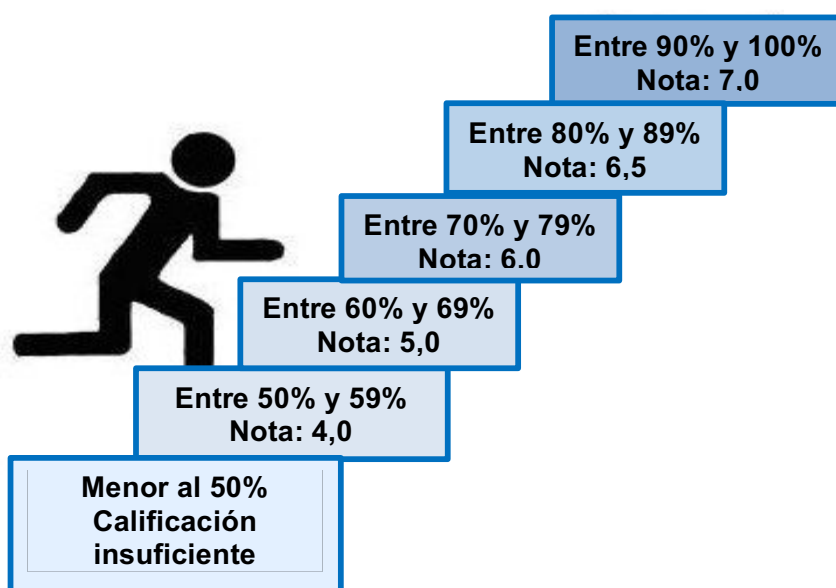 Entre 90% y 100%
Nota: 7,0
Entre 80% y 89%
Nota: 6,5
Entre 70% y 79%
Nota: 6.0
Entre 60% y 69%
Nota: 5,0
Entre 50% y 59%
Nota: 4,0
Menor al 50%
Calificación
insuficiente